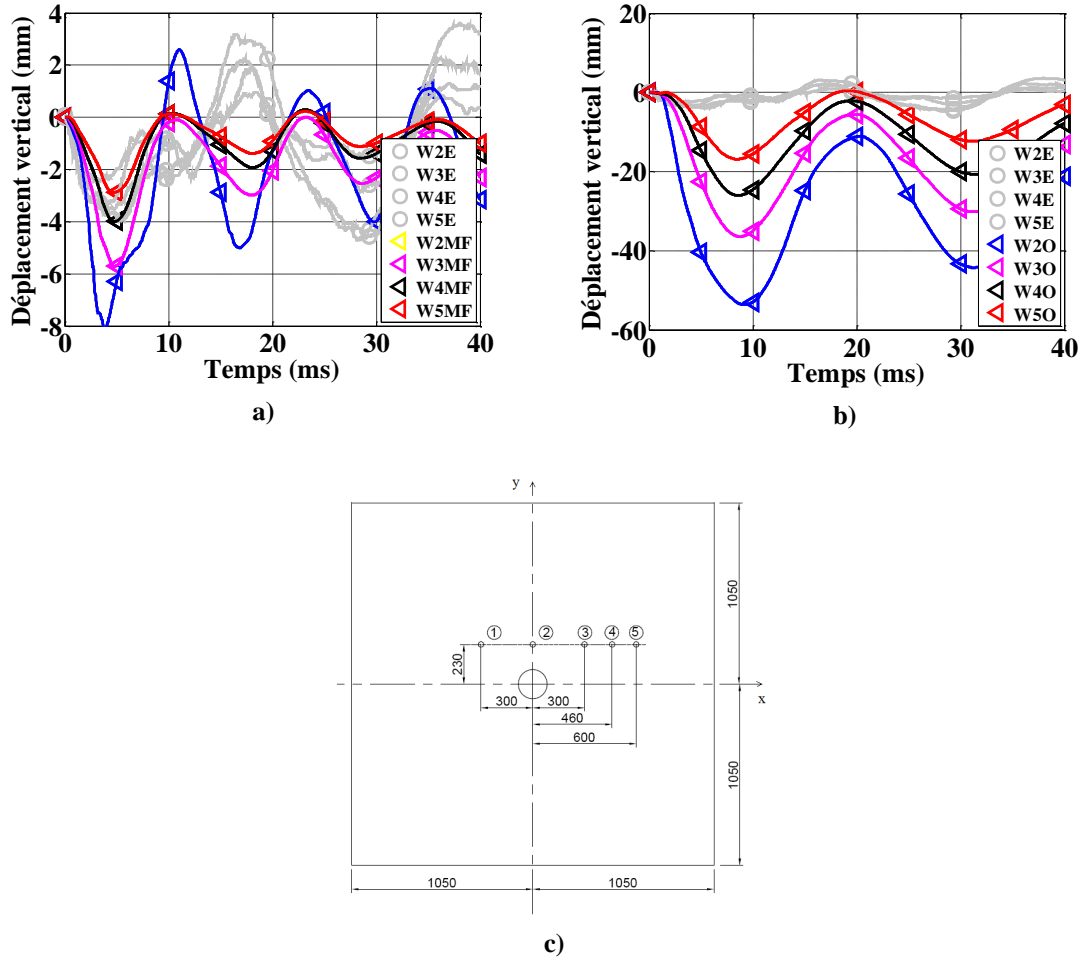 4
2
0
-2
-4
-6
-8
Déplacement vertical (mm)
0
10
20
30
40
Temps (ms)
W2E
W3E
W4E
W5E
W2MF
W3MF
W4MF
W5MF
a)
20
0
-20
-40
-60
Déplacement vertical (mm)
0
10
20
30
40
Temps (ms)
W2E
W3E
W4E
W5E
W2O
W3O
W4O
W5O
b)
y
1
2
3
4
5
230
300
300
460
600
x
1050
1050
1050
1050
c)